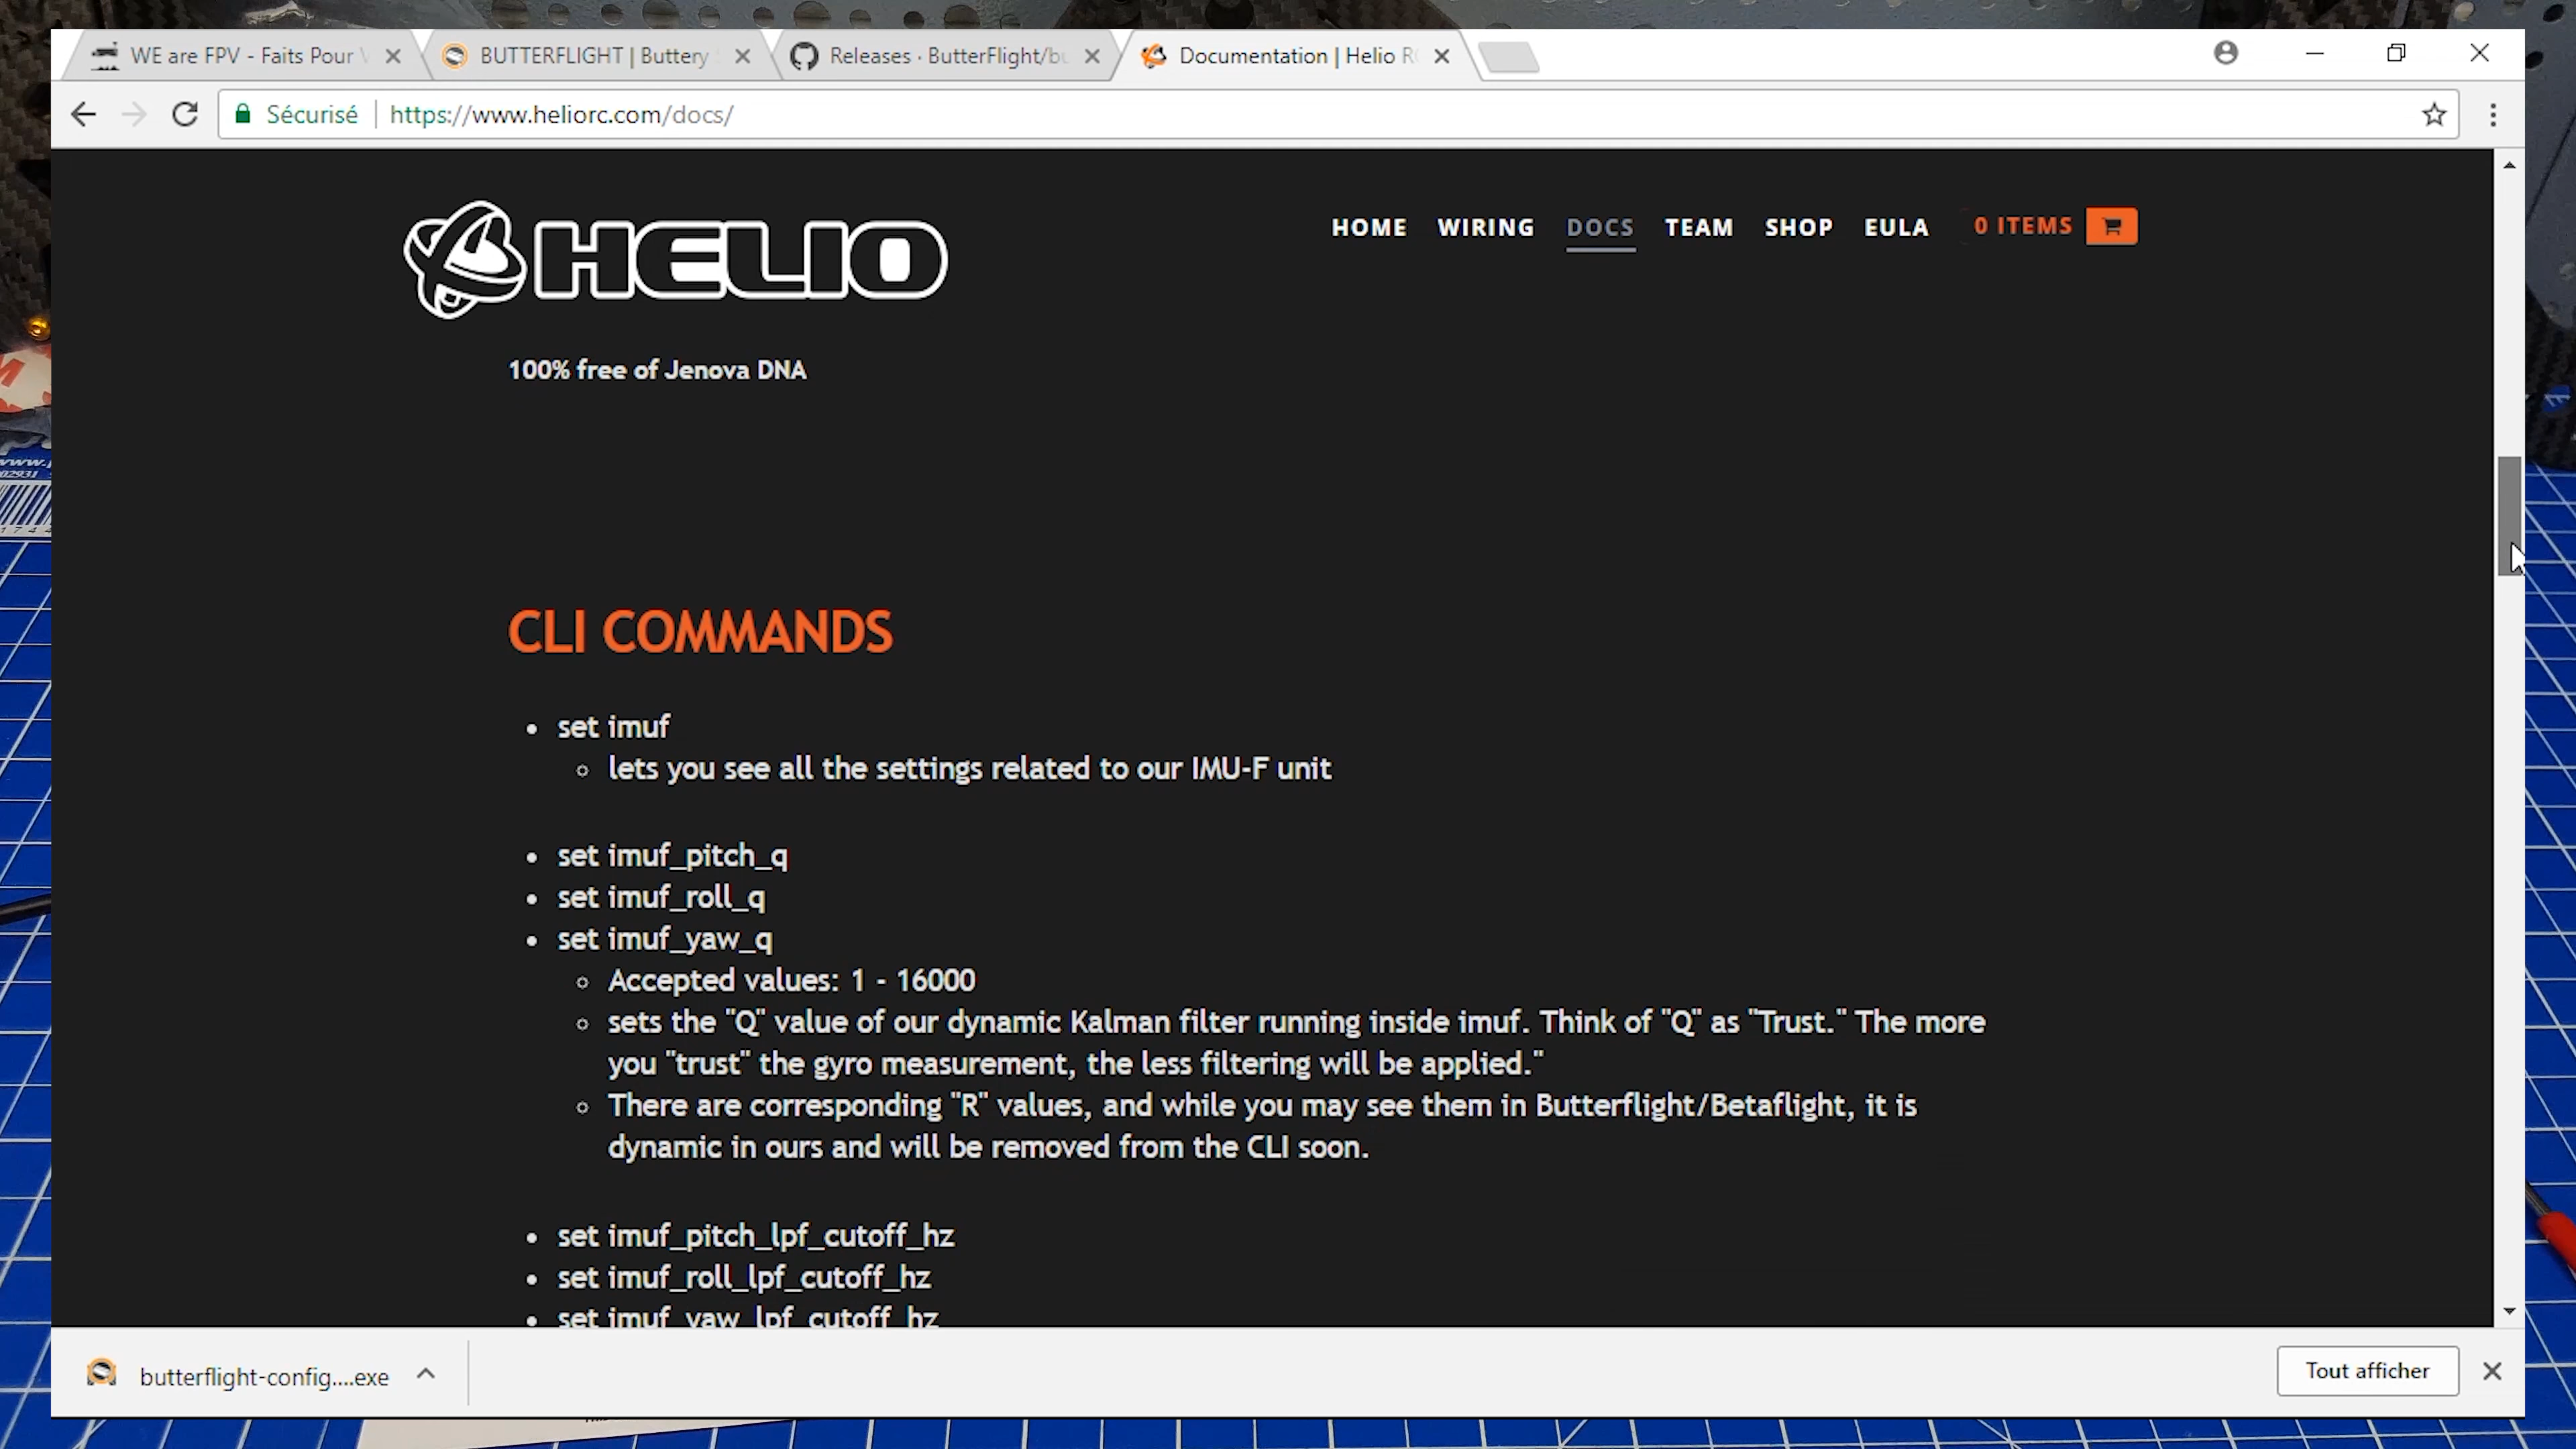 WE are FPV - Faits Pour V
BUTTERFLIGHT | Buttery
Releases · ButterFlight/bu
Documentation | Helio RC
Sécurisé
https://www.heliorc.com/docs/
HELIO
HOME WIRING DOCS TEAM SHOP EULA 0 ITEMS
100% free of Jenova DNA
CLI COMMANDS
• set imuf
○ lets you see all the settings related to our IMU-F unit
• set imuf_pitch_q
• set imuf_roll_q
• set imuf_yaw_q
○ Accepted values: 1 - 16000
○ sets the "Q" value of our dynamic Kalman filter running inside imuf. Think of "Q" as "Trust." The more
you "trust" the gyro measurement, the less filtering will be applied."
○ There are corresponding "R" values, and while you may see them in Butterflight/Betaflight, it is
dynamic in ours and will be removed from the CLI soon.
• set imuf_pitch_lpf_cutoff_hz
• set imuf_roll_lpf_cutoff_hz
• set imuf_yaw_lpf_cutoff_hz
butterflight-config....exe
Tout afficher
www.
02931